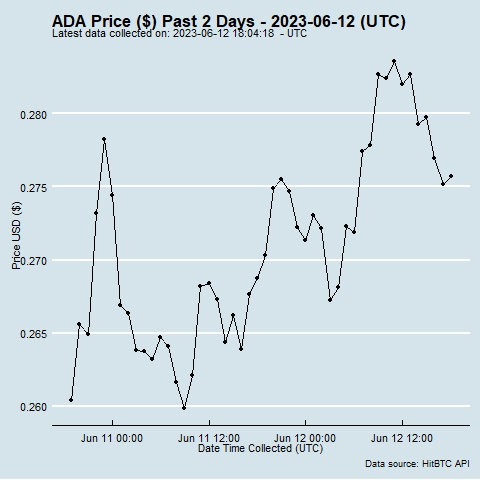 ADA Price ($) Past 2 Days - 2023-06-12 (UTC)
Latest data collected on: 2023-06-12 18:04:18  - UTC
Price USD ($)
0.280
0.275
0.270
0.265
0.260
Jun 11 00:00
Jun 11 12:00
Jun 12 00:00
Jun 12 12:00
Date Time Collected (UTC)
Data source: HitBTC API